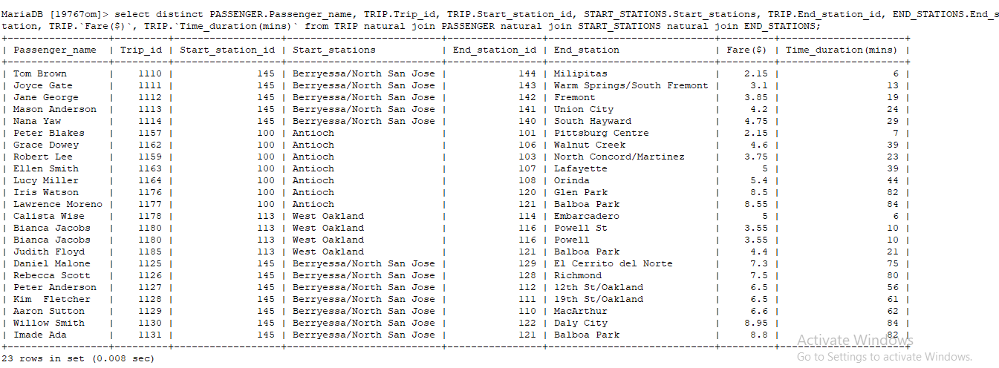 MariaDB [19767om]> select distinct PASSENGER.Passenger_name, TRIP.Trip_id, TRIP.Start_station_id, START_STATIONS.Start_stations, TRIP.End_station_id, END_STATIONS.End_s
tation, TRIP.`Fare($)`, TRIP.`Time_duration(mins)` from TRIP natural join PASSENGER natural join START_STATIONS natural join END_STATIONS;
| Passenger_name | Trip_id | Start_station_id | Start_stations | End_station_id | End_station | Fare($) | Time_duration(mins) |
| Tom Brown | 1110 | 145 | Berryessa/North San Jose | 144 | Milipitas | 2.15 | 6 |
| Joyce Gate | 1111 | 145 | Berryessa/North San Jose | 143 | Warm Springs/South Fremont | 3.1 | 13 |
| Jane George | 1112 | 145 | Berryessa/North San Jose | 142 | Fremont | 3.85 | 19 |
| Mason Anderson | 1113 | 145 | Berryessa/North San Jose | 141 | Union City | 4.2 | 24 |
| Nana Yaw | 1114 | 145 | Berryessa/North San Jose | 140 | South Hayward | 4.75 | 29 |
| Peter Blakes | 1157 | 100 | Antioch | 101 | Pittsburg Centre | 2.15 | 7 |
| Grace Dowey | 1162 | 100 | Antioch | 106 | Walnut Creek | 4.6 | 39 |
| Robert Lee | 1159 | 100 | Antioch | 103 | North Concord/Martinez | 3.75 | 23 |
| Ellen Smith | 1163 | 100 | Antioch | 107 | Lafayette | 5 | 39 |
| Lucy Miller | 1164 | 100 | Antioch | 108 | Orinda | 5.4 | 44 |
| Iris Watson | 1176 | 100 | Antioch | 120 | Glen Park | 8.5 | 82 |
| Lawrence Moreno | 1177 | 100 | Antioch | 121 | Balboa Park | 8.55 | 84 |
| Calista Wise | 1178 | 113 | West Oakland | 114 | Embarcadero | 5 | 6 |
| Bianca Jacobs | 1180 | 113 | West Oakland | 116 | Powell St | 3.55 | 10 |
| Bianca Jacobs | 1180 | 113 | West Oakland | 116 | Powell | 3.55 | 10 |
| Judith Floyd | 1185 | 113 | West Oakland | 121 | Balboa Park | 4.4 | 21 |
| Daniel Malone | 1125 | 145 | Berryessa/North San Jose | 129 | El Cerrito del Norte | 7.3 | 75 |
| Rebecca Scott | 1126 | 145 | Berryessa/North San Jose | 128 | Richmond | 7.5 | 80 |
| Peter Anderson | 1127 | 145 | Berryessa/North San Jose | 112 | 12th St/Oakland | 6.5 | 56 |
| Kim  Fletcher | 1128 | 145 | Berryessa/North San Jose | 111 | 19th St/Oakland | 6.5 | 61 |
| Aaron Sutton | 1129 | 145 | Berryessa/North San Jose | 110 | MacArthur | 6.6 | 62 |
| Willow Smith | 1130 | 145 | Berryessa/North San Jose | 122 | Daly City | 8.95 | 84 |
| Imade Ada | 1131 | 145 | Berryessa/North San Jose | 121 | Balboa Park | 8.8 | 82 |
Activate Windows
23 rows in set (0.008 sec)
Go to Settings to activate Windows.